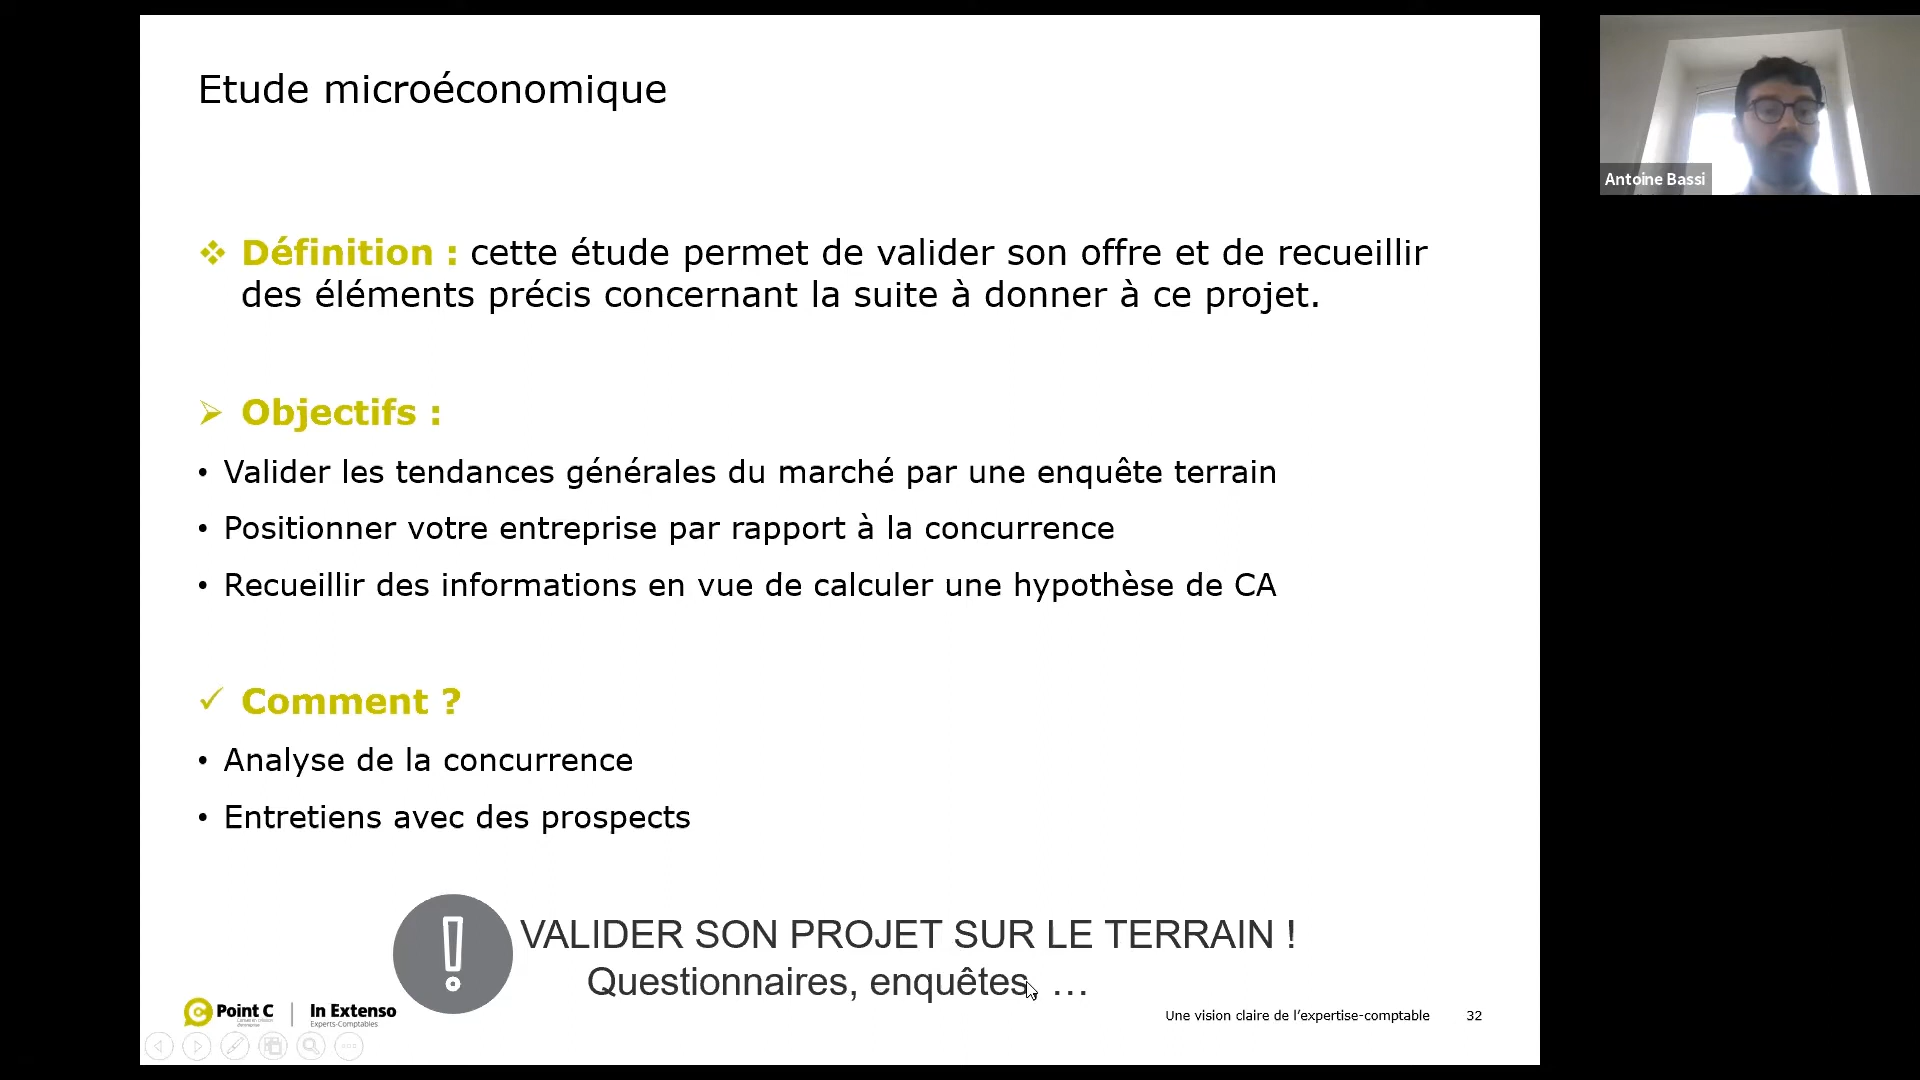 Etude microéconomique
Antoine Bassi
Définition : cette étude permet de valider son offre et de recueillir
des éléments précis concernant la suite à donner à ce projet.
Objectifs :
• Valider les tendances générales du marché par une enquête terrain
• Positionner votre entreprise par rapport à la concurrence
• Recueillir des informations en vue de calculer une hypothèse de CA
Comment ?
• Analyse de la concurrence
• Entretiens avec des prospects
VALIDER SON PROJET SUR LE TERRAIN !
Questionnaires, enquêtes, …
Point C
In Extenso
Experts-Comptables
Une vision claire de l'expertise-comptable 32